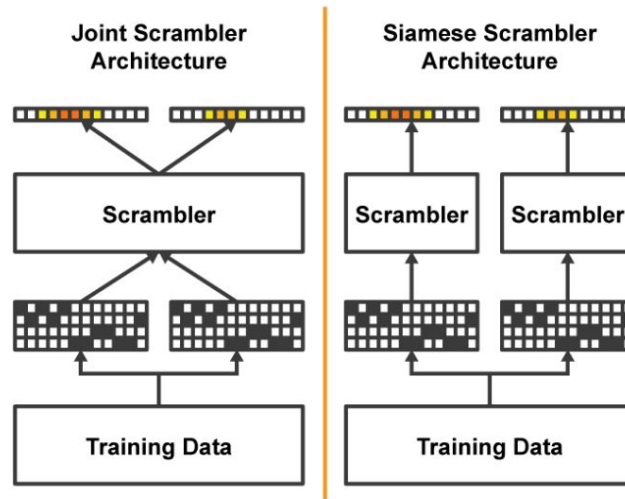 Joint Scrambler
Architecture
Scrambler
Training Data
Siamese Scrambler
Architecture
Scrambler
Scrambler
Training Data